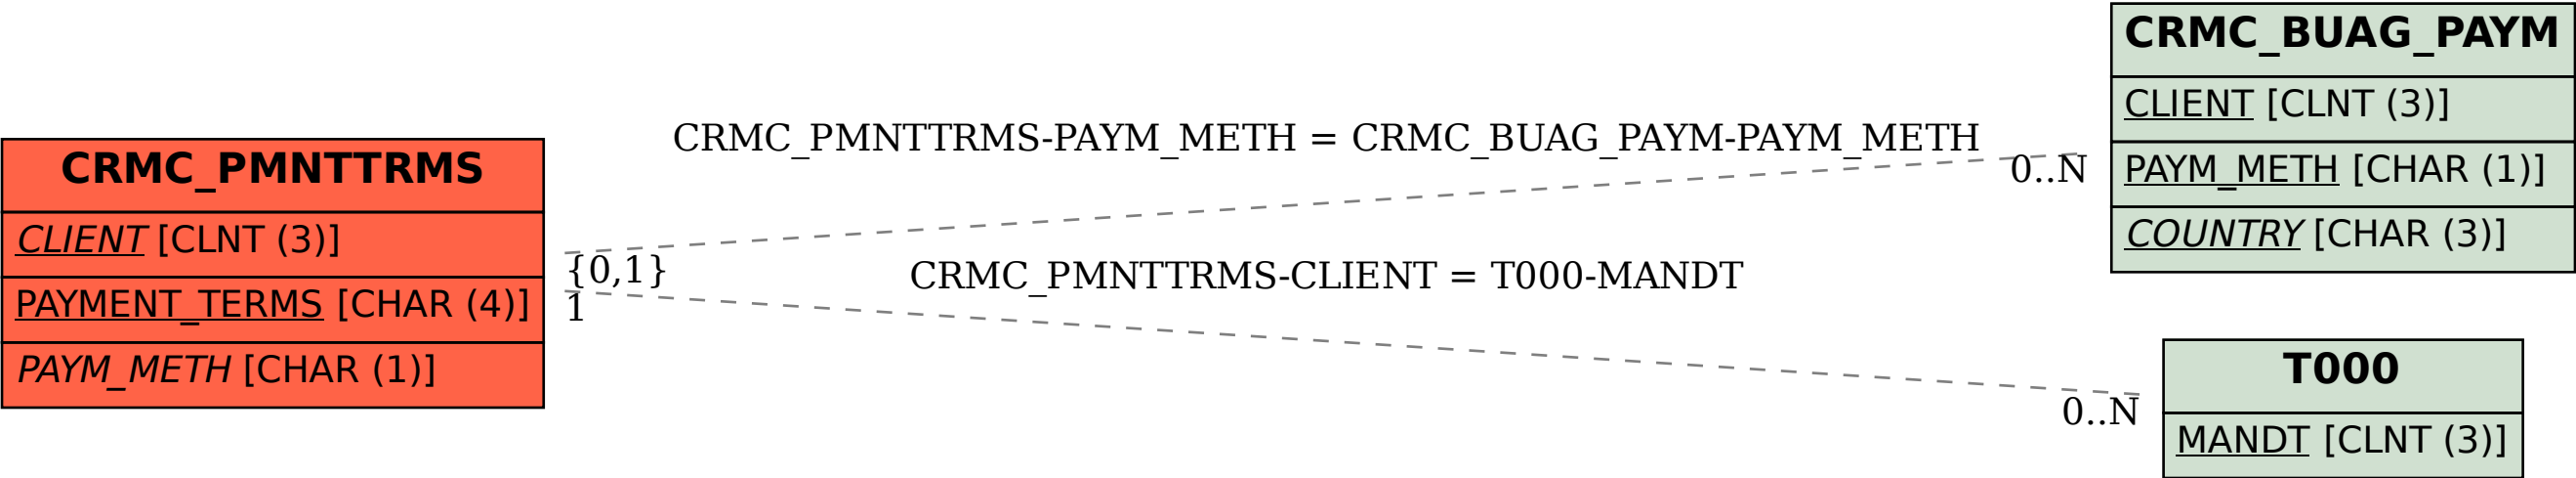 CRMC_PMNTTRMS
CLIENT [CLNT (3)]
PAYMENT_TERMS [CHAR (4)]
PAYM_METH [CHAR (1)]
CRMC_PMNTTRMS-PAYM_METH = CRMC_BUAG_PAYM-PAYM_METH
{0,1}
0..N
CRMC_PMNTTRMS-CLIENT = T000-MANDT
1
0..N
CRMC_BUAG_PAYM
CLIENT [CLNT (3)]
PAYM_METH [CHAR (1)]
COUNTRY [CHAR (3)]
T000
MANDT [CLNT (3)]